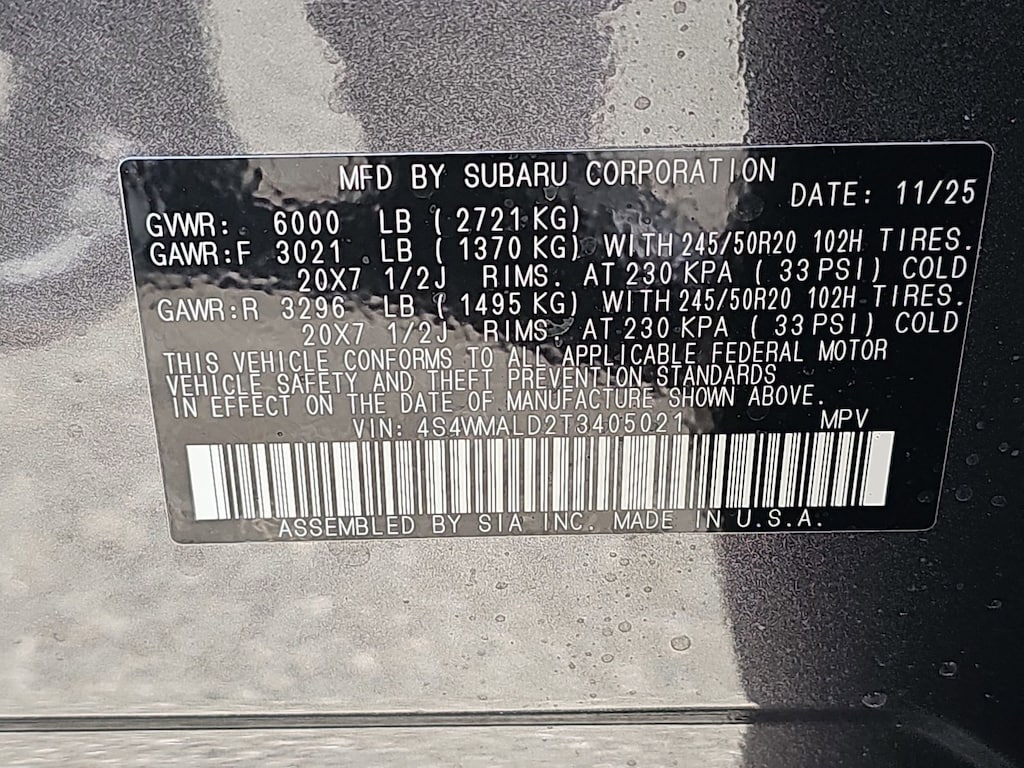 MFD BY SUBARU CORPORATION
DATE: 11/25
GVWR: 6000 LB ( 2721 KG)
GAWR:F 3021 LB ( 1370 KG) WITH 245/50R20 102H TIRES.
20X7 1/2J RIMS. AT 230 KPA ( 33 PSI) COLD
GAWR:R 3296 LB ( 1495 KG) WITH 245/50R20 102H TIRES.
20X7 1/2J RIMS. AT 230 KPA ( 33 PSI) COLD
THIS VEHICLE CONFORMS TO ALL APPLICABLE FEDERAL MOTOR
VEHICLE SAFETY AND THEFT PREVENTION STANDARDS
IN EFFECT ON THE DATE OF MANUFACTURE SHOWN ABOVE.
VIN: 4S4WMALD2T3405021 MPV
ASSEMBLED BY SIA INC. MADE IN U.S.A.